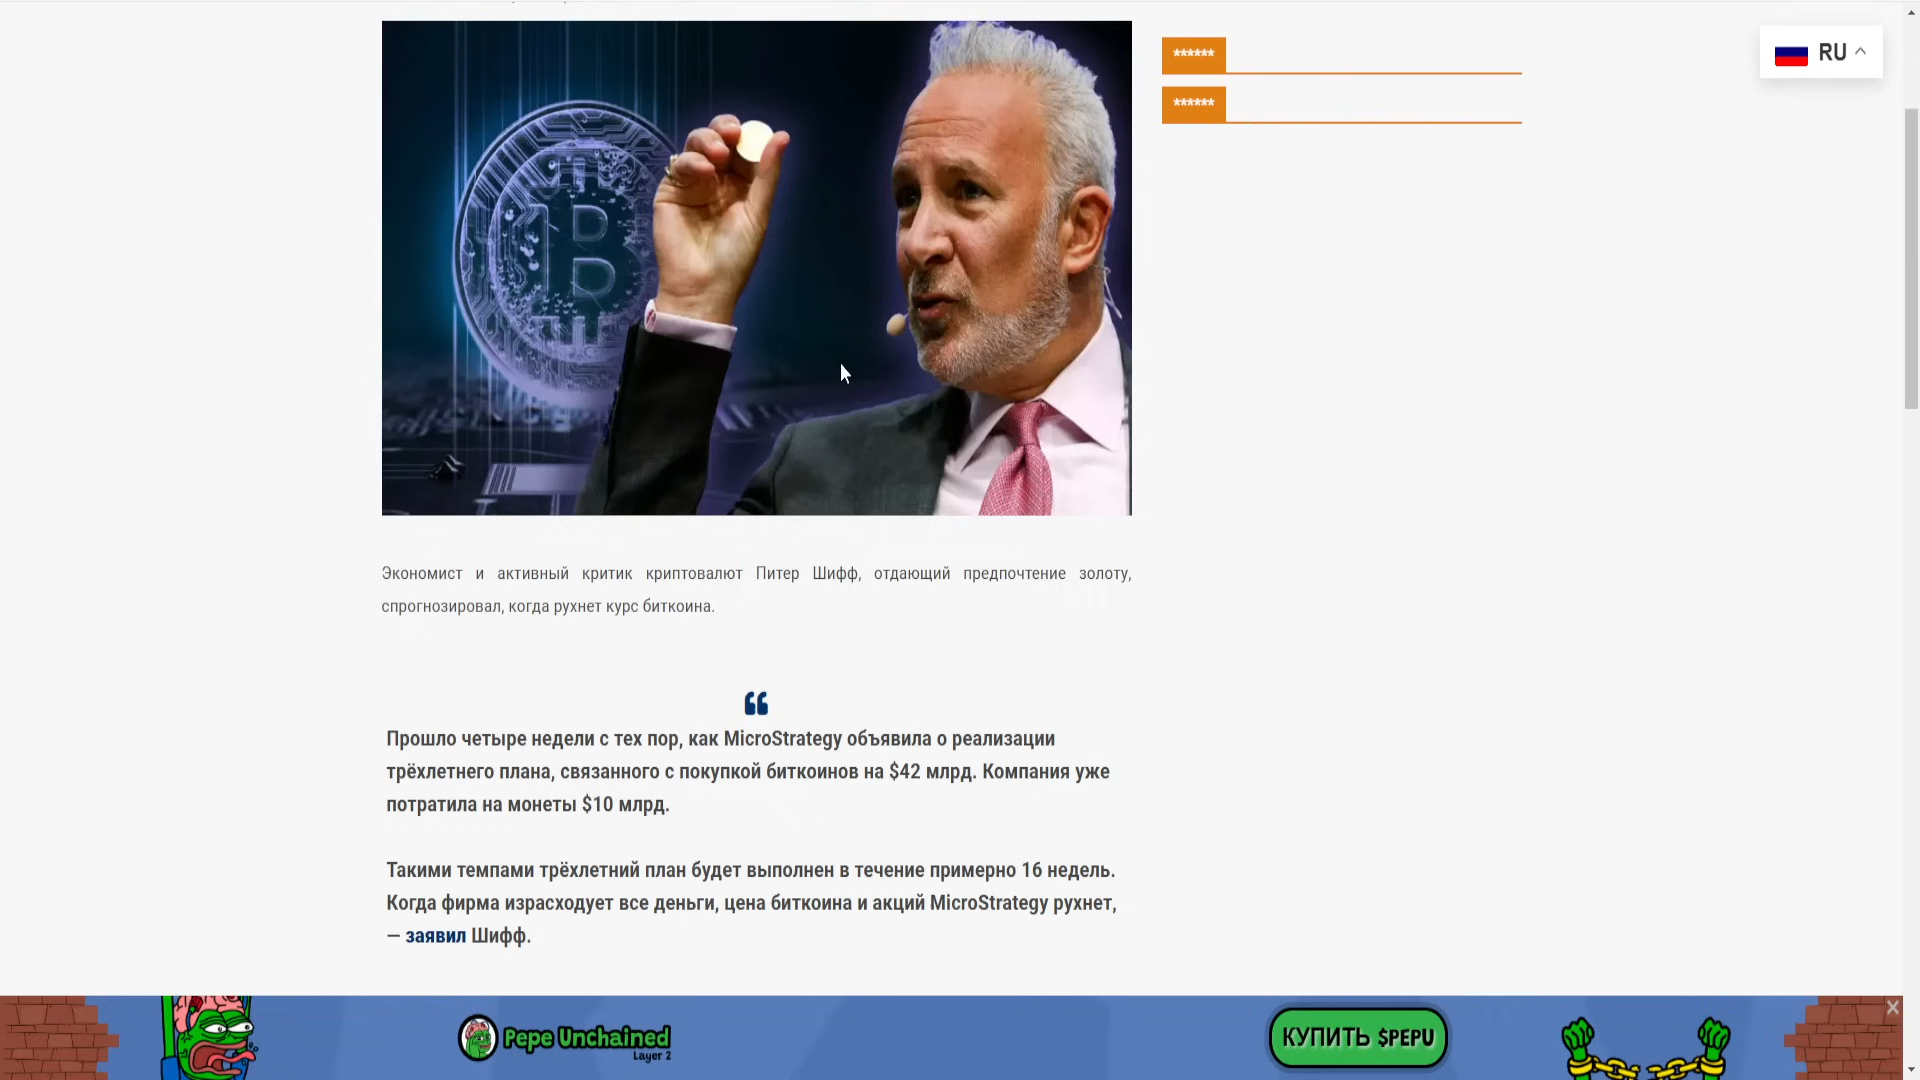 ******
******
RU
Экономист и активный критик криптовалют Питер Шифф, отдающий предпочтение золоту,
спрогнозировал, когда рухнет курс биткоина.
Прошло четыре недели с тех пор, как MicroStrategy объявила о реализации
трёхлетнего плана, связанного с покупкой биткоинов на $42 млрд. Компания уже
потратила на монеты $10 млрд.
Такими темпами трёхлетний план будет выполнен в течение примерно 16 недель.
Когда фирма израсходует все деньги, цена биткоина и акций MicroStrategy рухнет,
— заявил Шифф.
Pepe Unchained
Layer 2
КУПИТЬ $PEPU